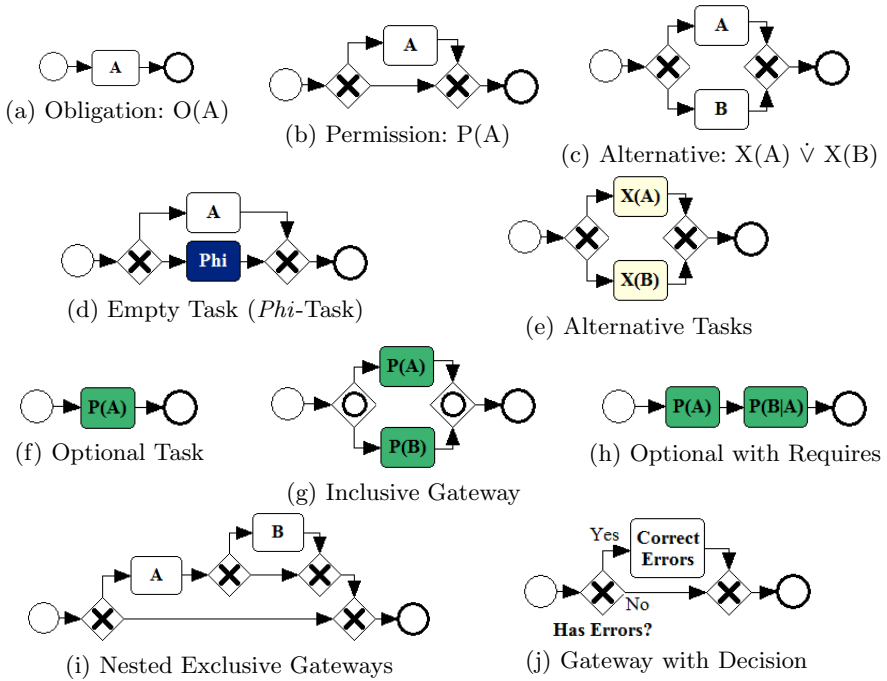 A
(a) Obligation: O(A)
A
(b) Permission: P(A)
A
B
(c) Alternative: X(A) ∨̇ X(B)
A
Phi
(d) Empty Task (Phi-Task)
X(A)
X(B)
(e) Alternative Tasks
P(A)
(f) Optional Task
P(A)
P(B)
(g) Inclusive Gateway
P(A) P(B|A)
(h) Optional with Requires
B
A
(i) Nested Exclusive Gateways
Yes
Correct
Errors
No
Has Errors?
(j) Gateway with Decision